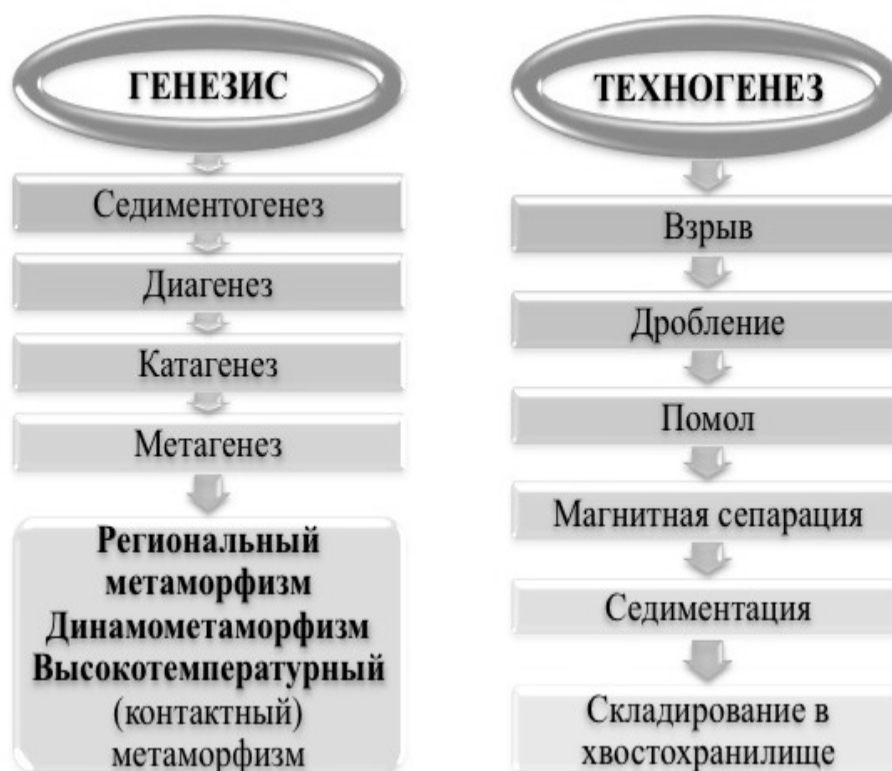 ГЕНЕЗИС
Седиментогенез
Диагенез
Катагенез
Метагенез
Региональный
метаморфизм
Динамометаморфизм
Высокотемпературный
(контактный)
метаморфизм
ТЕХНОГЕНЕЗ
Взрыв
Дробление
Помол
Магнитная сепарация
Седиментация
Складирование в
хвостохранилище